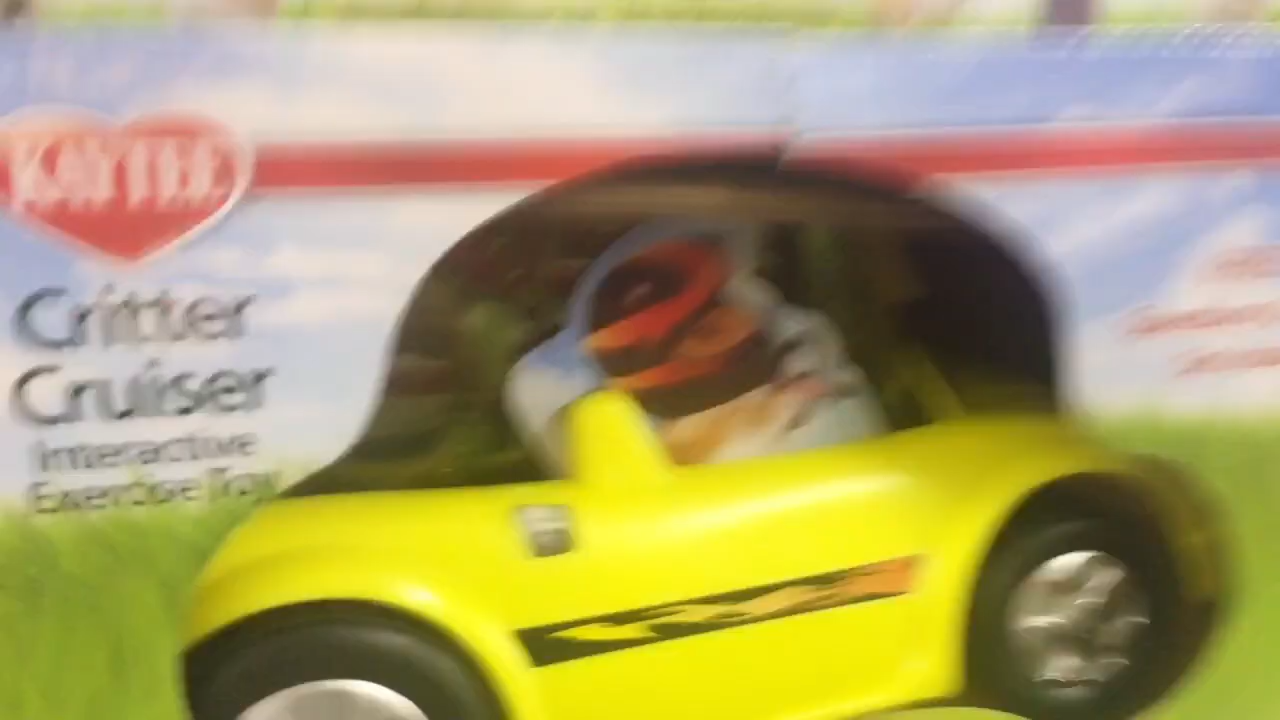 KAYTEE
Critter
Cruiser
Interactive
Exercise Toy